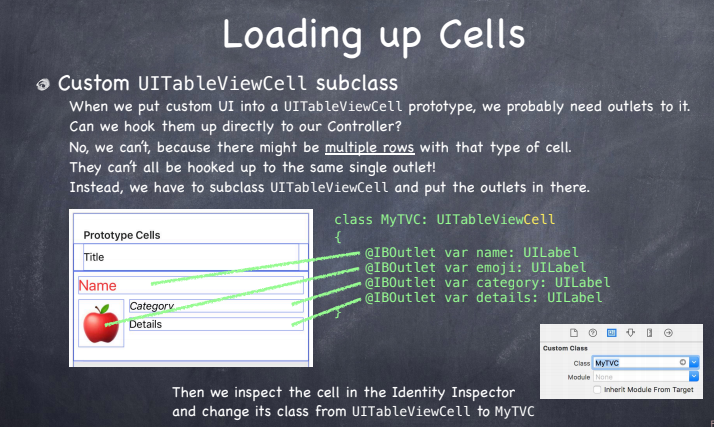 Loading up Cells
Custom UITableViewCell subclass
When we put custom UI into a UITableViewCell prototype, we probably need outlets to it.
Can we hook them up directly to our Controller?
No, we can't, because there might be multiple rows with that type of cell.
They can't all be hooked up to the same single outlet!
Instead, we have to subclass UITableViewCell and put the outlets in there.
Prototype Cells
Title
Name
Category
Details
class MyTVC: UITableViewCell
{
@IBOutlet var name: UILabel
@IBOutlet var emoji: UILabel
@IBOutlet var category: UILabel
@IBOutlet var details: UILabel
}
Custom Class
Class MyTVC
Module None
Inherit Module From Target
Then we inspect the cell in the Identity Inspector
and change its class from UITableViewCell to MyTVC